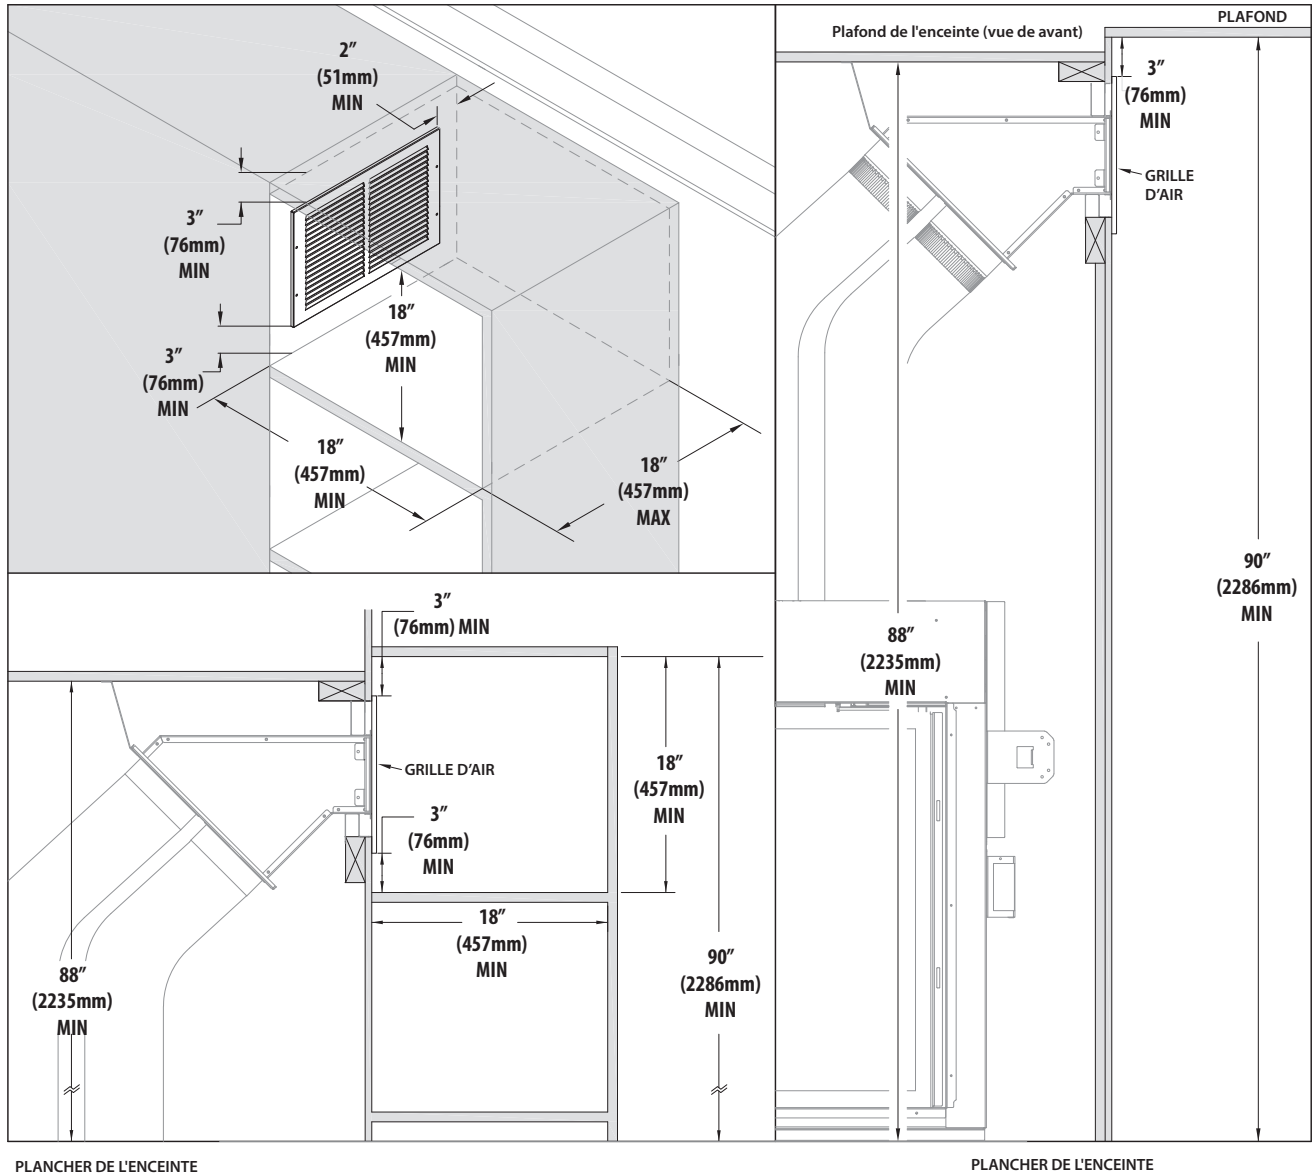 2"
(51mm)
MIN
3"
(76mm)
MIN
3"
(76mm)
MIN
18"
(457mm)
MIN
18"
(457mm)
MIN
18"
(457mm)
MAX
3"
(76mm) MIN
GRILLE D'AIR
3"
(76mm)
MIN
18"
(457mm)
MIN
18"
(457mm)
MIN
88"
(2235mm)
MIN
90"
(2286mm)
MIN
PLANCHER DE L'ENCEINTE
Plafond de l'enceinte (vue de avant)
PLAFOND
3"
(76mm)
MIN
GRILLE
D'AIR
90"
(2286mm)
MIN
88"
(2235mm)
MIN
PLANCHER DE L'ENCEINTE